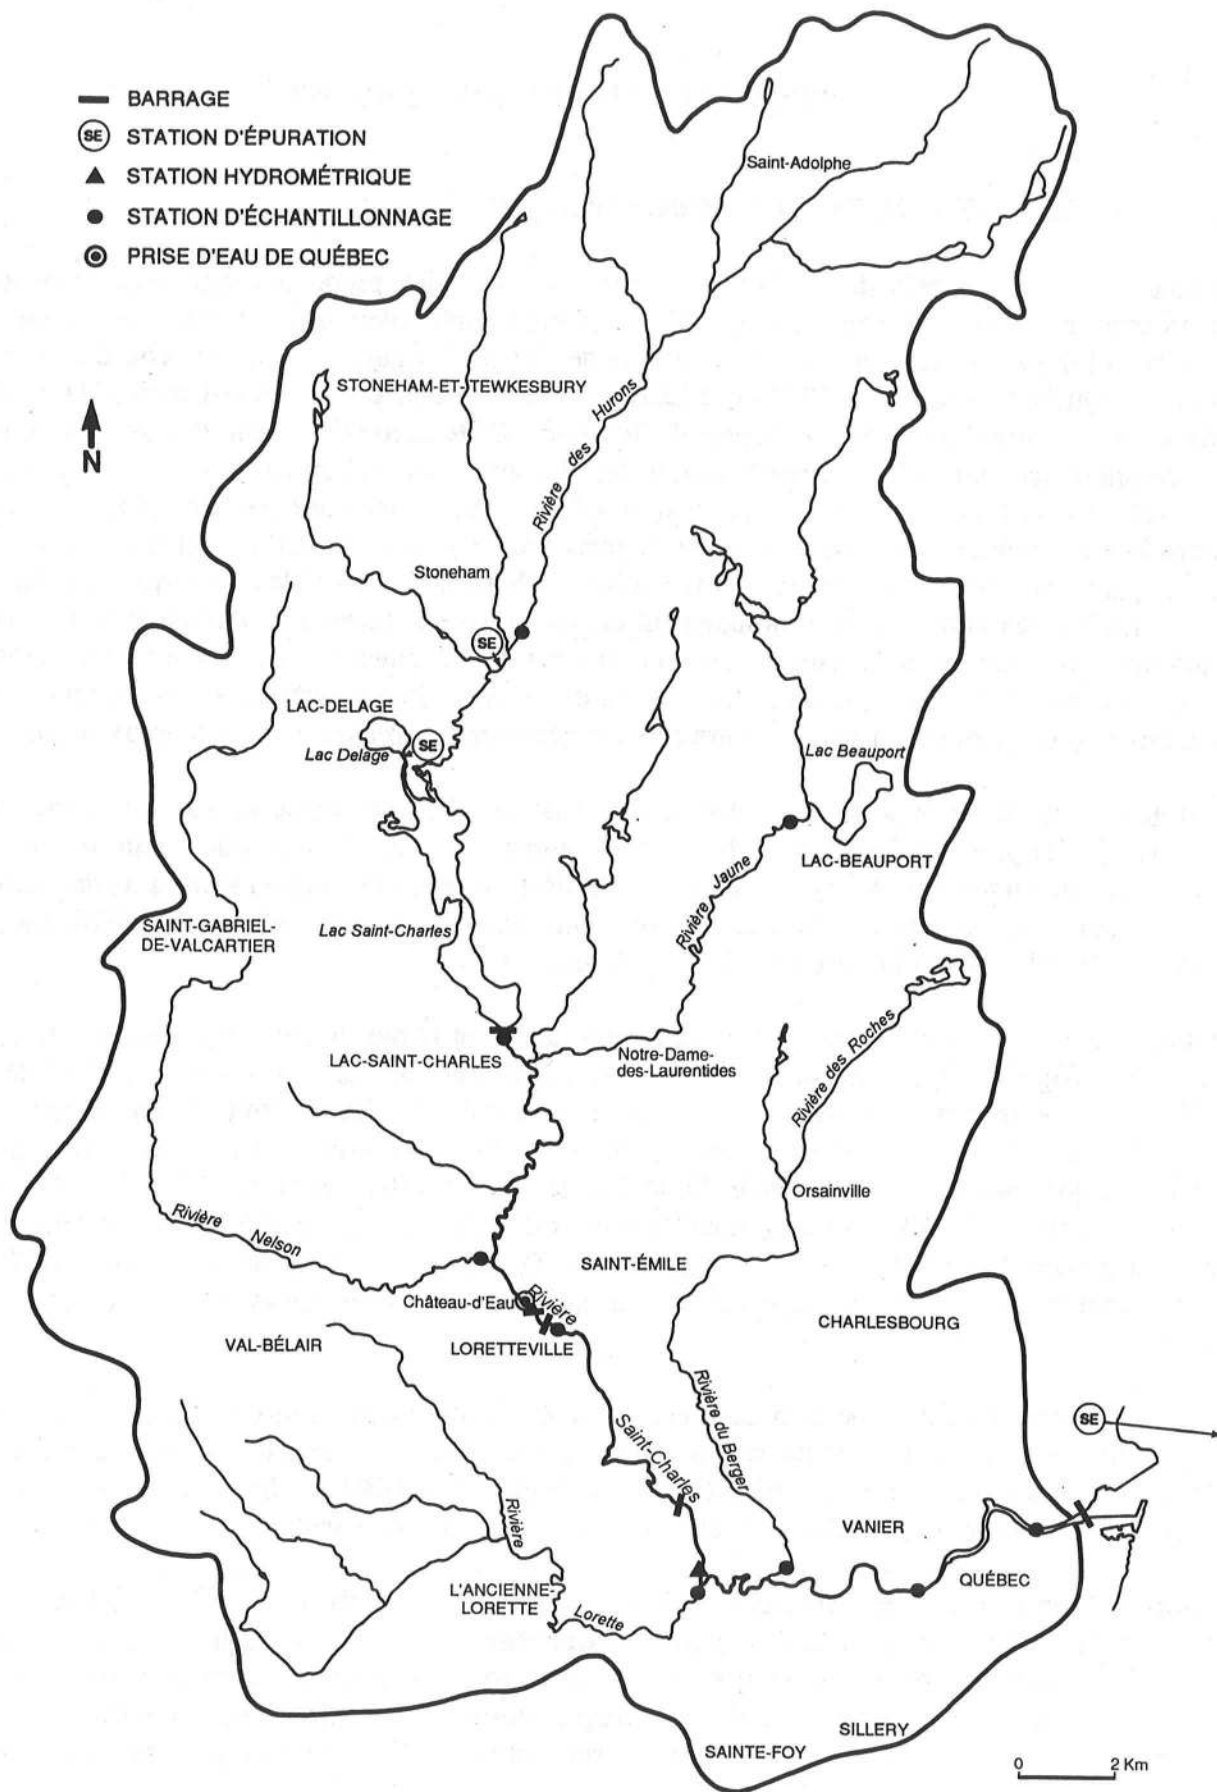 BARRAGE
SE STATION D'ÉPURATION
STATION HYDROMÉTRIQUE
STATION D'ÉCHANTILLONNAGE
PRISE D'EAU DE QUÉBEC
Saint-Adolphe
N
STONEHAM-ET-TEWKESBURY
Rivière des Hurons
Stoneham
SE
LAC-DELAGE
Lac Delage
SE
Lac Beauport
LAC-BEAUPORT
Rivière Jaune
SAINT-GABRIEL-
DE-VALCARTIER
Lac Saint-Charles
LAC-SAINT-CHARLES
Notre-Dame-
des-Laurentides
Rivière des Roches
Orsainville
Rivière Nelson
SAINT-ÉMILE
Château-d'Eau
Rivière Saint-Charles
CHARLESBOURG
VAL-BÉLAIR
LORETTEVILLE
Rivière du Berger
SE
VANIER
QUÉBEC
L'ANCIENNE-
LORETTE
Rivière Lorette
SILLERY
SAINTE-FOY
0 2 Km